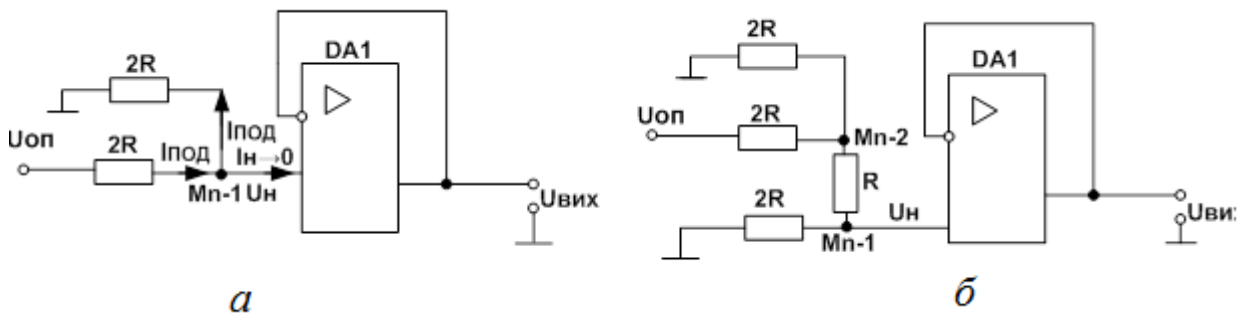 2R
DA1
Iпод
Uоп
2R
Iпод
Iн→0
Mn-1 Uн
Uвих
а
2R
DA1
Uоп
2R
Mn-2
R
2R
Uн
Mn-1
Uви
б